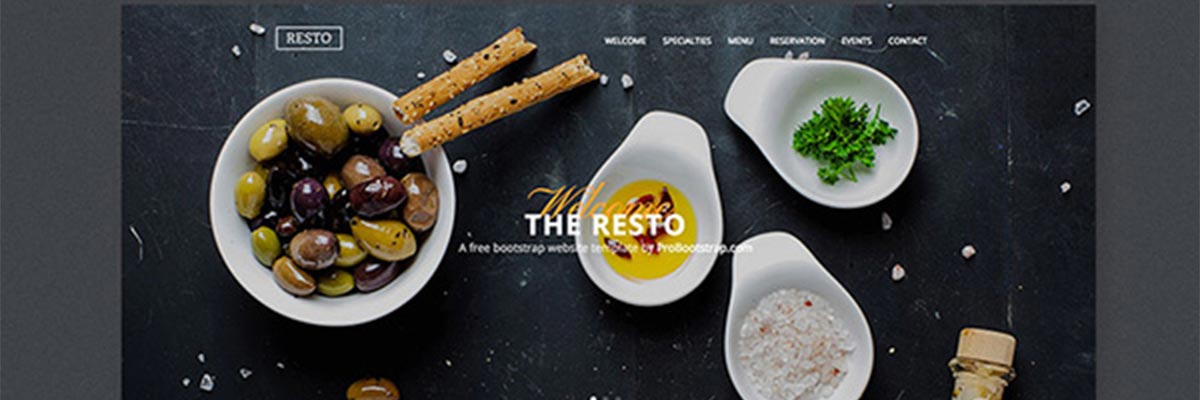 RESTO
WELCOME SPECIALTIES MENU RESERVATION EVENTS CONTACT
Welcome
THE RESTO
A free bootstrap website template by ProBootstrap.com